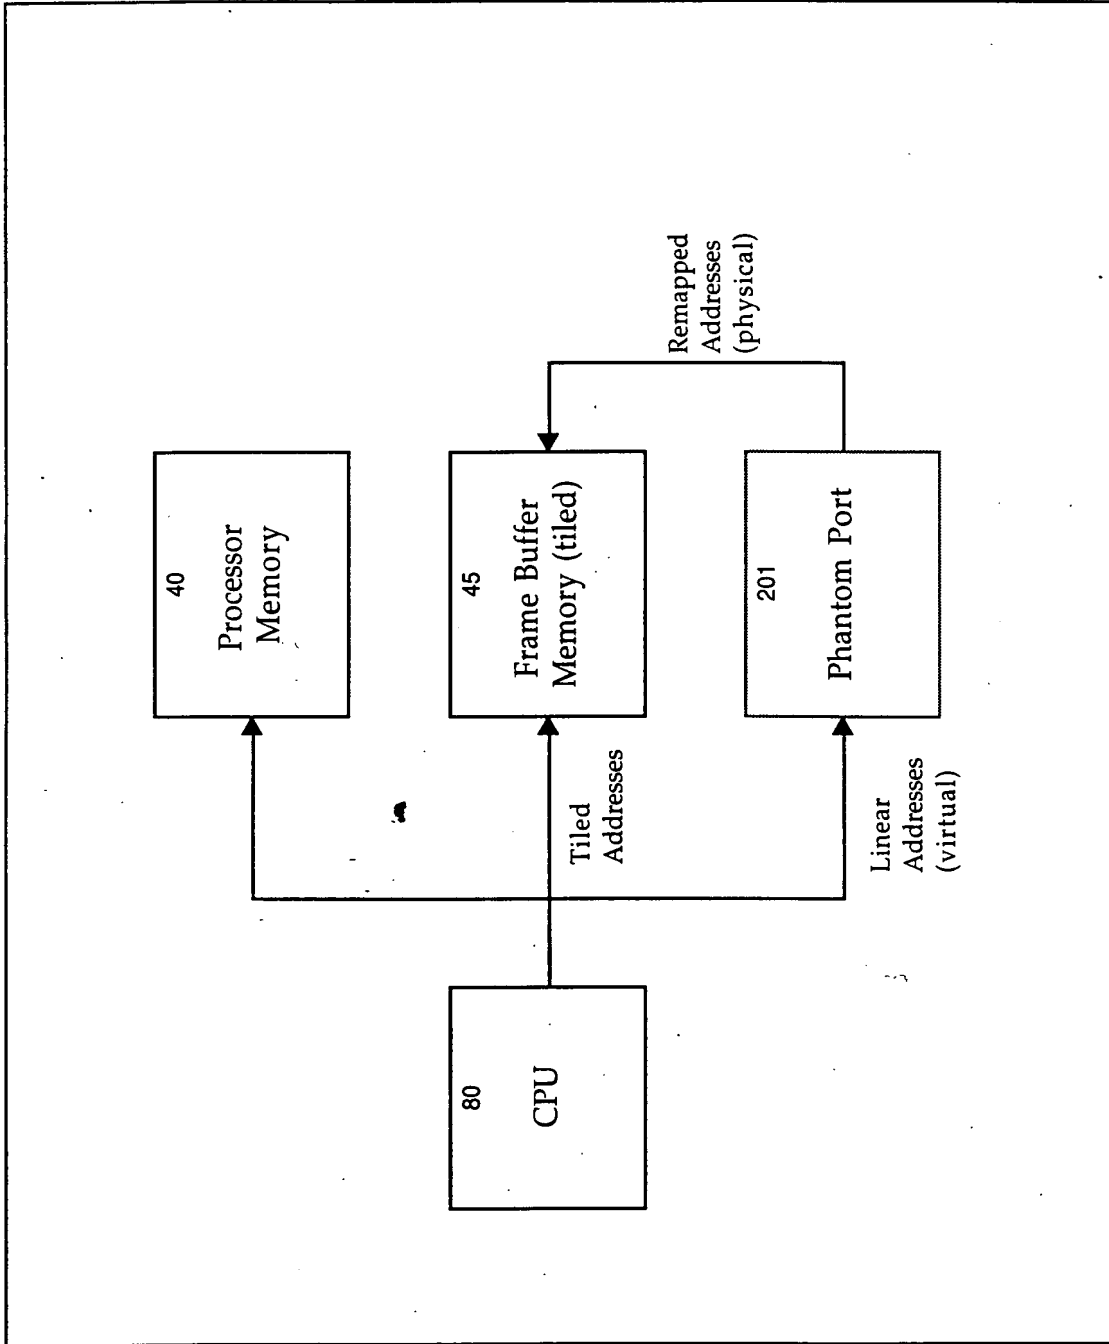 40
Processor
Memory
80
CPU
Tiled
Addresses
45
Frame Buffer
Memory (tiled)
Remapped
Addresses
(physical)
Linear
Addresses
(virtual)
201
Phantom Port